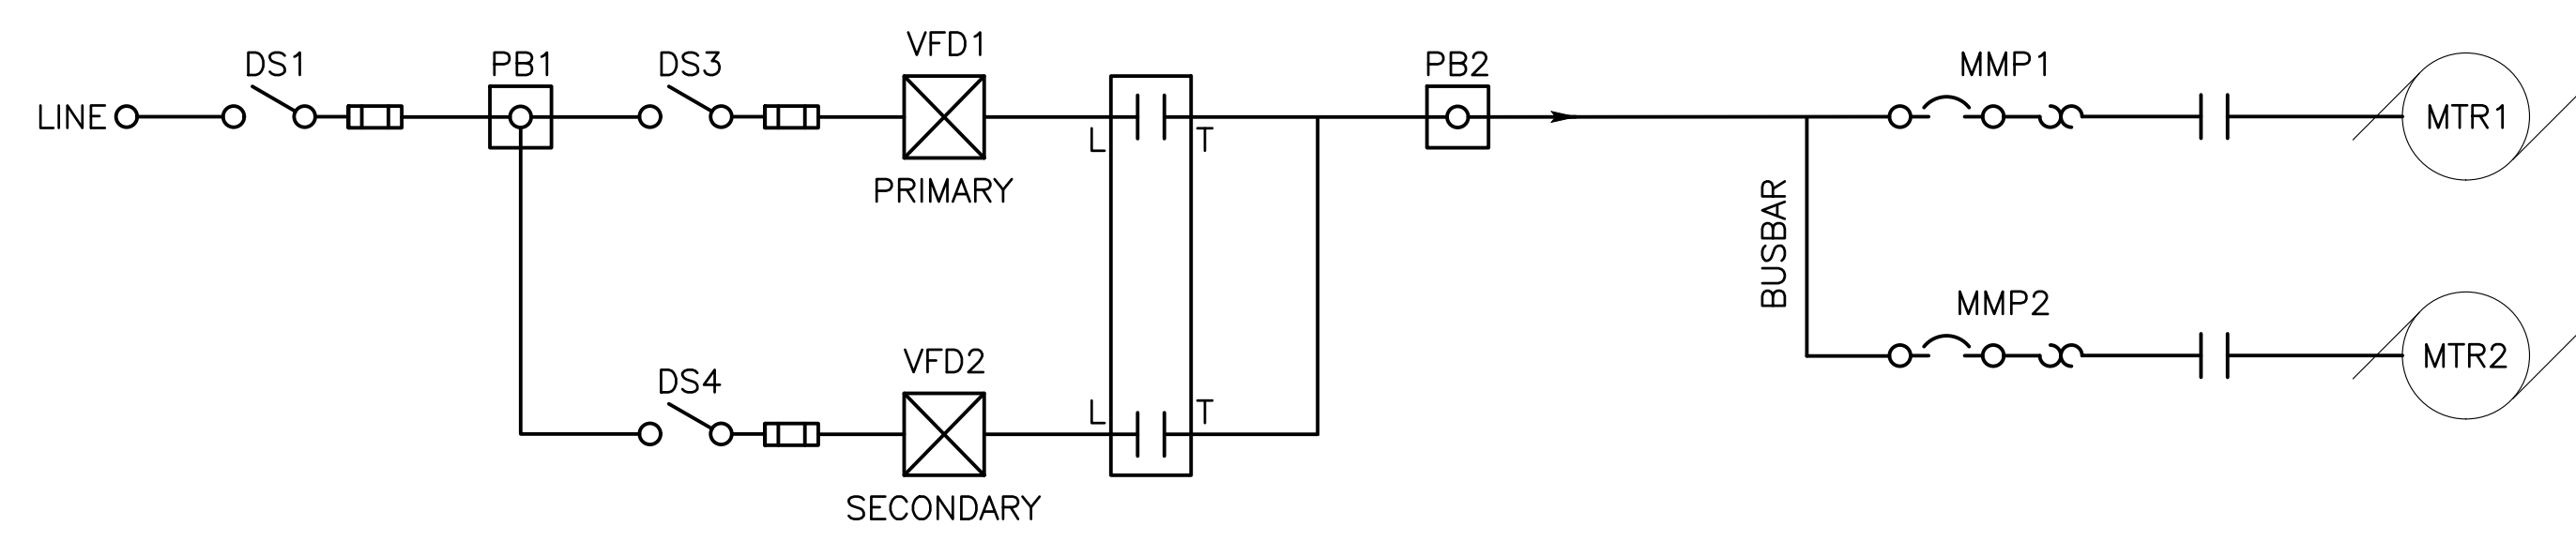 LINE
DS1
PB1
DS3
VFD1
PRIMARY
L
T
PB2
MMP1
MTR1
BUSBAR
DS4
VFD2
SECONDARY
L
T
MMP2
MTR2